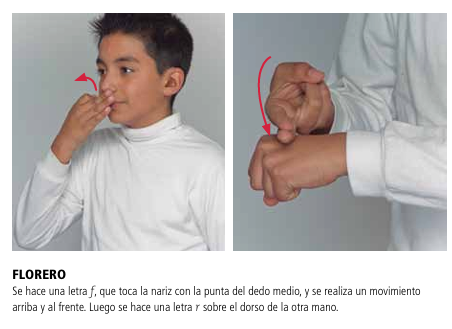 FLORERO
Se hace una letra f, que toca la nariz con la punta del dedo medio, y se realiza un movimiento
arriba y al frente. Luego se hace una letra r sobre el dorso de la otra mano.